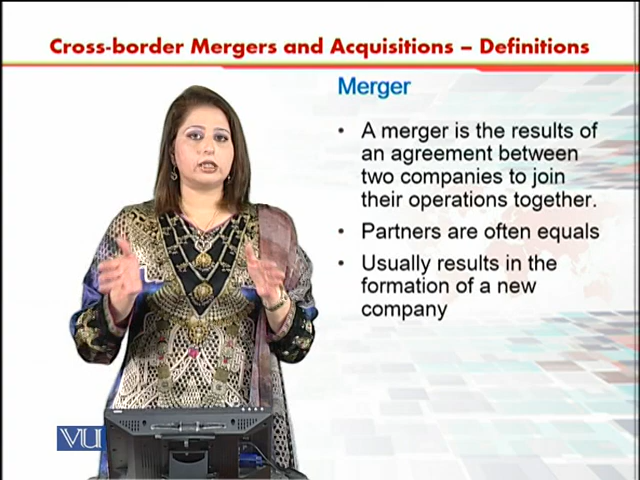 Cross-border Mergers and Acquisitions – Definitions
Merger
• A merger is the results of
an agreement between
two companies to join
their operations together.
• Partners are often equals
• Usually results in the
formation of a new
company
VU